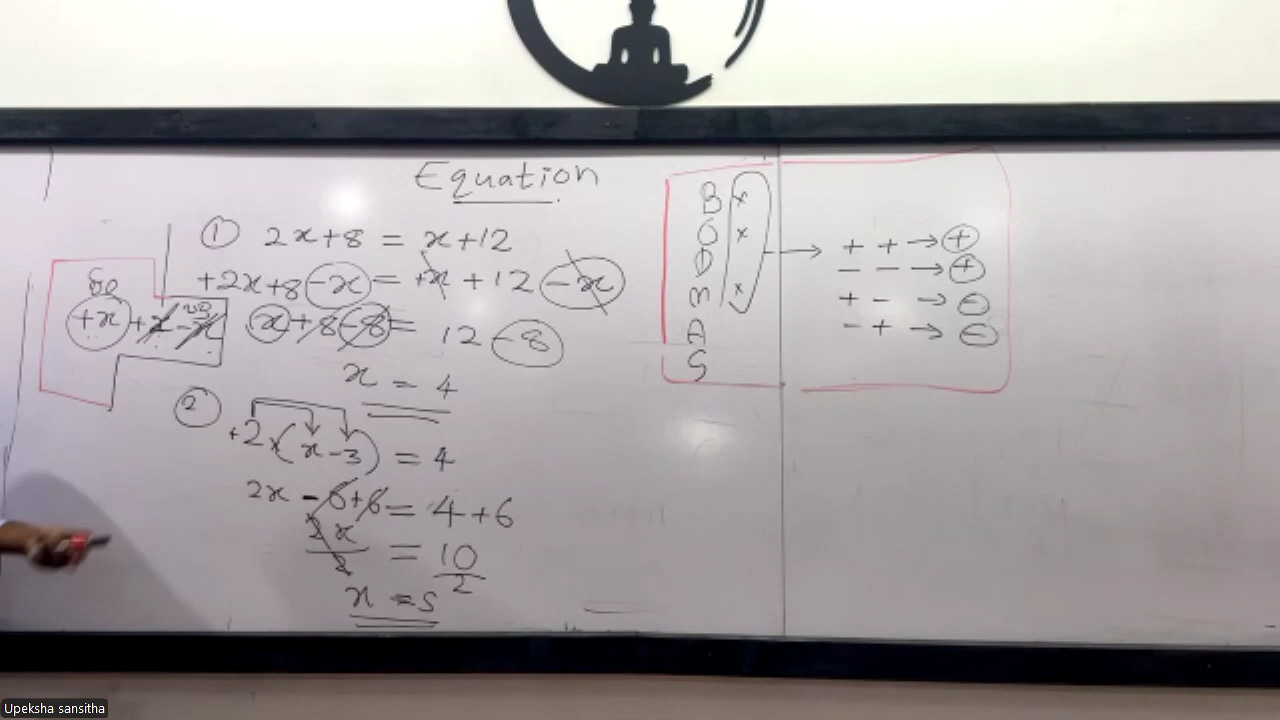 Equation
① 2x+8 = x+12
+2x+8 -x = +x + 12 -x
x+8-8 = 12 -8
x = 4
+x +x -x
② +2×(x-3) = 4
2x - 6+6 = 4+6
2x/2 = 10/2
x = 5
B ×
O ×
D
M ×
A
S
+ + → +
- - → +
+ - → -
- + → -
Upeksha sansitha